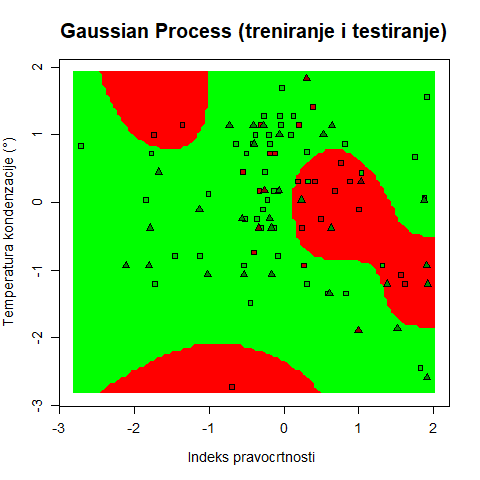 Gaussian Process (treniranje i testiranje)
Temperatura kondenzacije (°)
2
1
0
-1
-2
-3
-3 -2 -1 0 1 2
Indeks pravocrtnosti